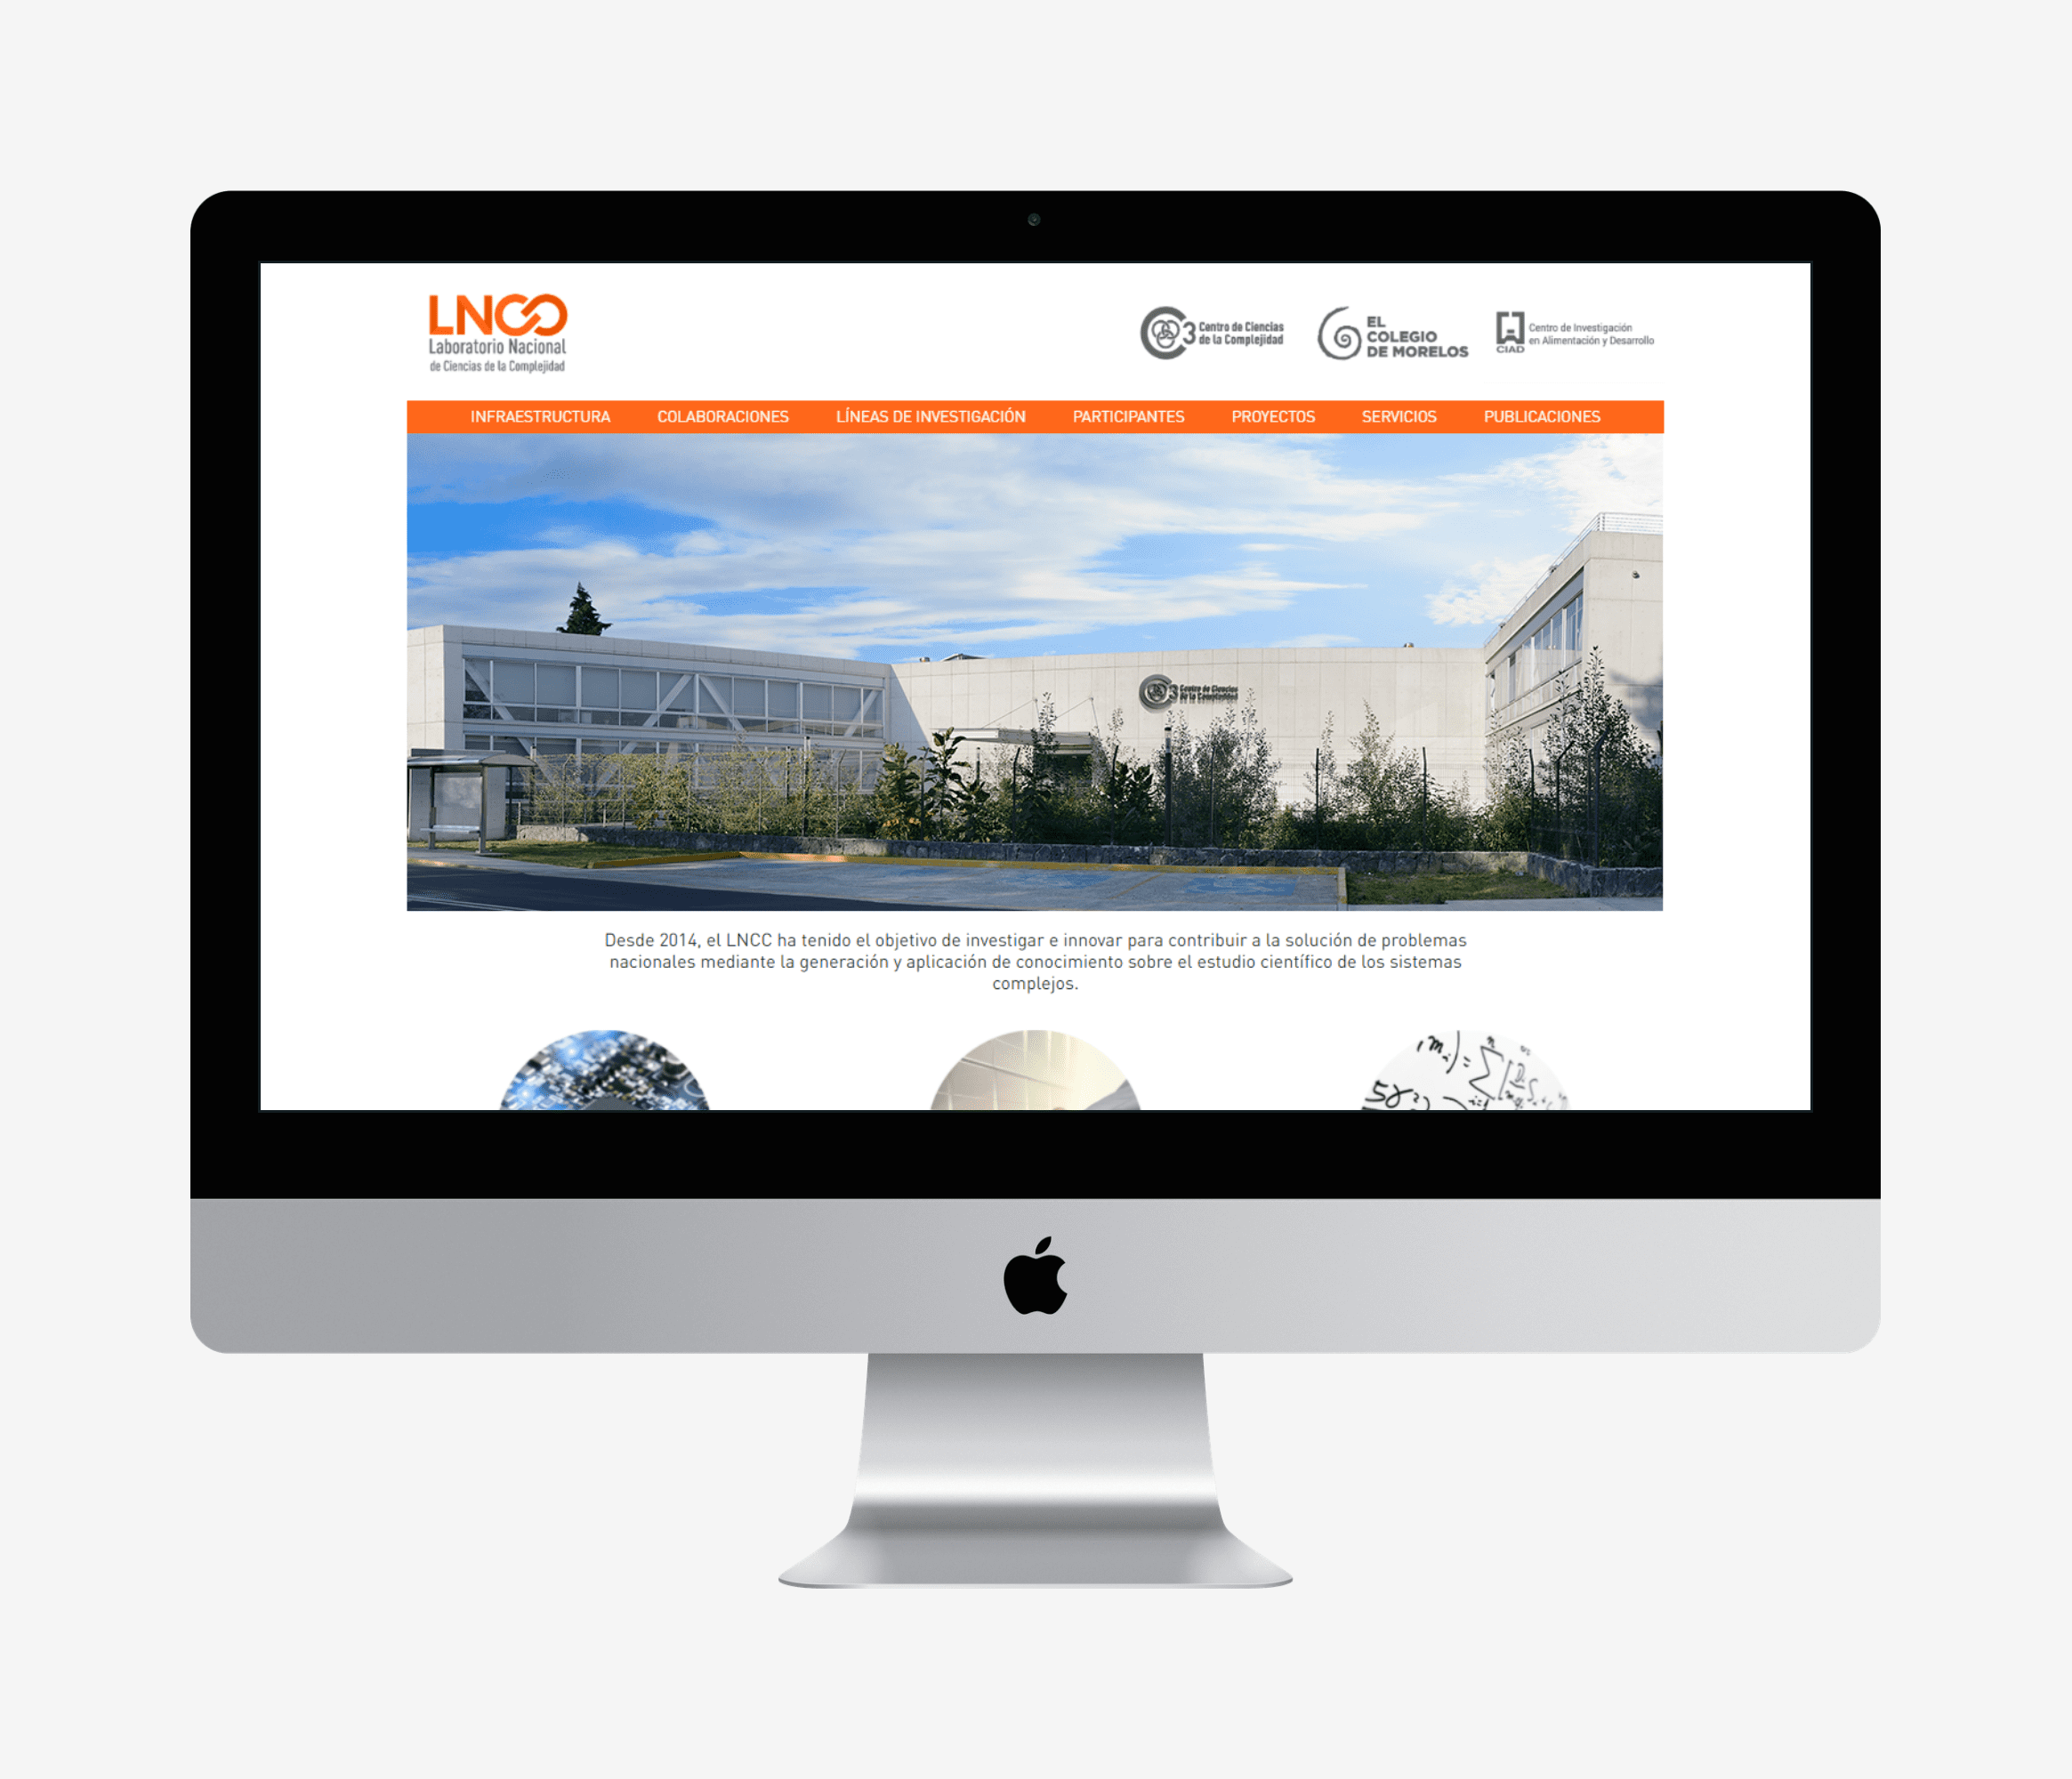 LNCC
Laboratorio Nacional
de Ciencias de la Complejidad
C3 Centro de Ciencias
de la Complejidad
EL
COLEGIO
DE MORELOS
CIAD
Centro de Investigación
en Alimentación y Desarrollo
INFRAESTRUCTURA COLABORACIONES LÍNEAS DE INVESTIGACIÓN PARTICIPANTES PROYECTOS SERVICIOS PUBLICACIONES
C3 Centro de Ciencias
de la Complejidad
Desde 2014, el LNCC ha tenido el objetivo de investigar e innovar para contribuir a la solución de problemas
nacionales mediante la generación y aplicación de conocimiento sobre el estudio científico de los sistemas
complejos.